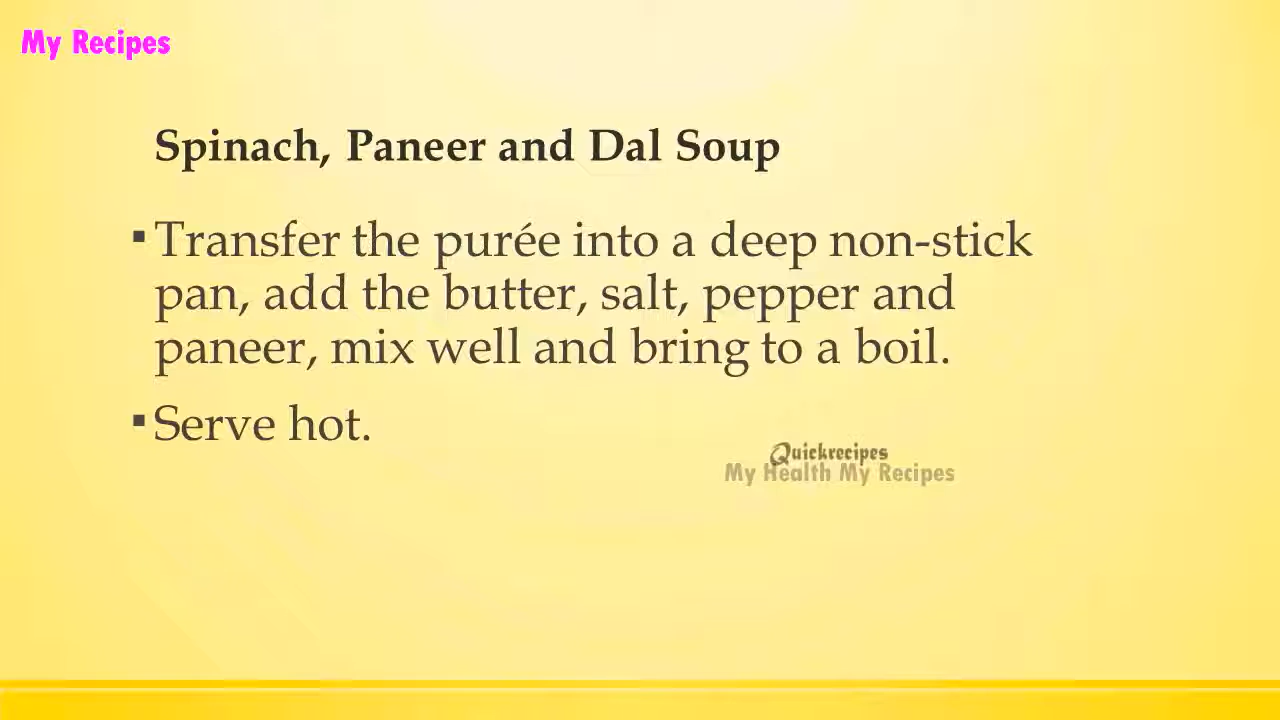 My Recipes
Spinach, Paneer and Dal Soup
▪Transfer the purée into a deep non-stick
pan, add the butter, salt, pepper and
paneer, mix well and bring to a boil.
▪Serve hot.
Quickrecipes
My Health My Recipes